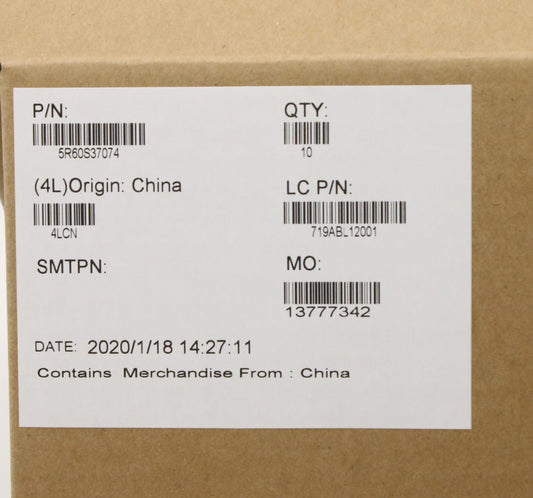 P/N:
5R60S37074
QTY:
10
(4L)Origin: China
4LCN
LC P/N:
719ABL12001
SMTPN:
MO:
13777342
DATE: 2020/1/18 14:27:11
Contains Merchandise From : China